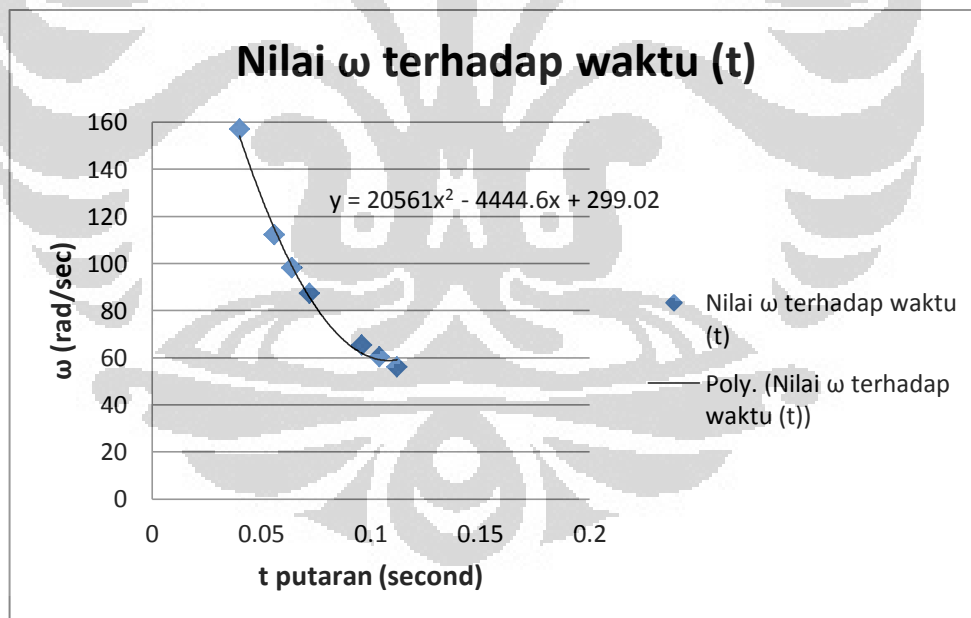 Nilai ω terhadap waktu (t)
160
140
120
100
80
60
40
20
0
0 0.05 0.1 0.15 0.2
ω (rad/sec)
t putaran (second)
y = 20561x² - 4444.6x + 299.02
Nilai ω terhadap waktu
(t)
Poly. (Nilai ω terhadap
waktu (t))